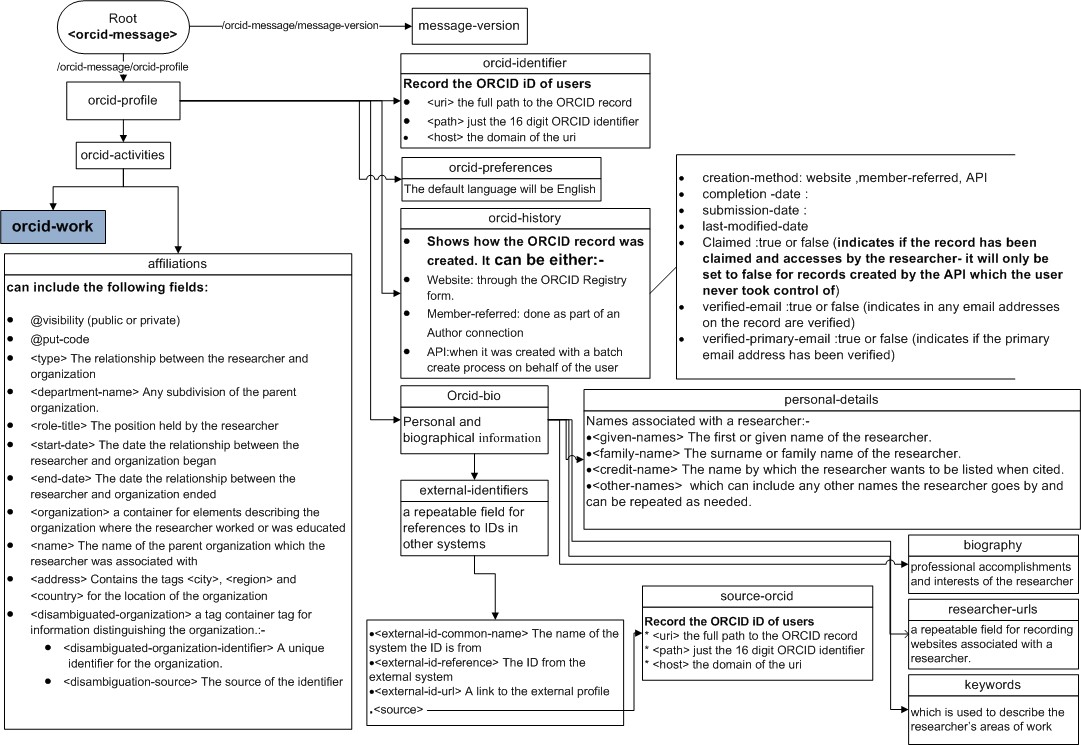 Root
<orcid-message>
/orcid-message/message-version
message-version
/orcid-message/orcid-profile
orcid-profile
orcid-activities
orcid-work
orcid-identifier
Record the ORCID iD of users
● <uri> the full path to the ORCID record
● <path> just the 16 digit ORCID identifier
● <host> the domain of the uri
orcid-preferences
The default language will be English
orcid-history
● Shows how the ORCID record was
created. It can be either:-
● Website: through the ORCID Registry
form.
● Member-referred: done as part of an
Author connection
● API:when it was created with a batch
create process on behalf of the user
● creation-method: website ,member-referred, API
● completion -date :
● submission-date :
● last-modified-date
● Claimed :true or false (indicates if the record has been
claimed and accesses by the researcher- it will only be
set to false for records created by the API which the user
never took control of)
● verified-email :true or false (indicates in any email addresses
on the record are verified)
● verified-primary-email :true or false (indicates if the primary
email address has been verified)
affiliations
can include the following fields:
● @visibility (public or private)
● @put-code
● <type> The relationship between the researcher and
organization
● <department-name> Any subdivision of the parent
organization.
● <role-title> The position held by the researcher
● <start-date> The date the relationship between the
researcher and organization began
● <end-date> The date the relationship between the
researcher and organization ended
● <organization> a container for elements describing the
organization where the researcher worked or was educated
● <name> The name of the parent organization which the
researcher was associated with
● <address> Contains the tags <city>, <region> and
<country> for the location of the organization
● <disambiguated-organization> a tag container tag for
information distinguishing the organization.:-
● <disambiguated-organization-identifier> A unique
identifier for the organization.
● <disambiguation-source> The source of the identifier
Orcid-bio
Personal and
biographical information
external-identifiers
a repeatable field for
references to IDs in
other systems
personal-details
Names associated with a researcher:-
●<given-names> The first or given name of the researcher.
●<family-name> The surname or family name of the researcher.
●<credit-name> The name by which the researcher wants to be listed when cited.
●<other-names> which can include any other names the researcher goes by and
can be repeated as needed.
biography
professional accomplishments
and interests of the researcher
researcher-urls
a repeatable field for recording
websites associated with a
researcher.
keywords
which is used to describe the
researcher's areas of work
●<external-id-common-name> The name of the
system the ID is from
●<external-id-reference> The ID from the
external system
●<external-id-url> A link to the external profile
.<source>
source-orcid
Record the ORCID iD of users
* <uri> the full path to the ORCID record
* <path> just the 16 digit ORCID identifier
* <host> the domain of the uri